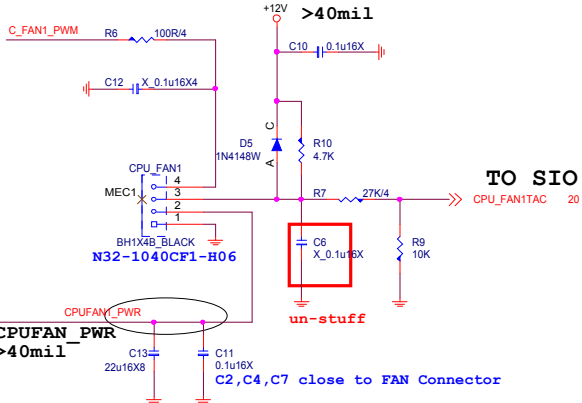 +12V
>40mil
C_FAN1_PWM
R6
100R/4
C10
0.1u16X
C12
X_0.1u16X4
D5
1N4148W
C
A
R10
4.7K
CPU_FAN1
MEC1
4
3
2
1
R7
27K/4
TO SIO
CPU_FAN1TAC
20
BH1X4B_BLACK
N32-1040CF1-H06
C6
X_0.1u16X
R9
10K
un-stuff
CPUFAN1_PWR
CPUFAN_PWR
>40mil
C13
22u16X8
C11
0.1u16X
C2,C4,C7 close to FAN Connector